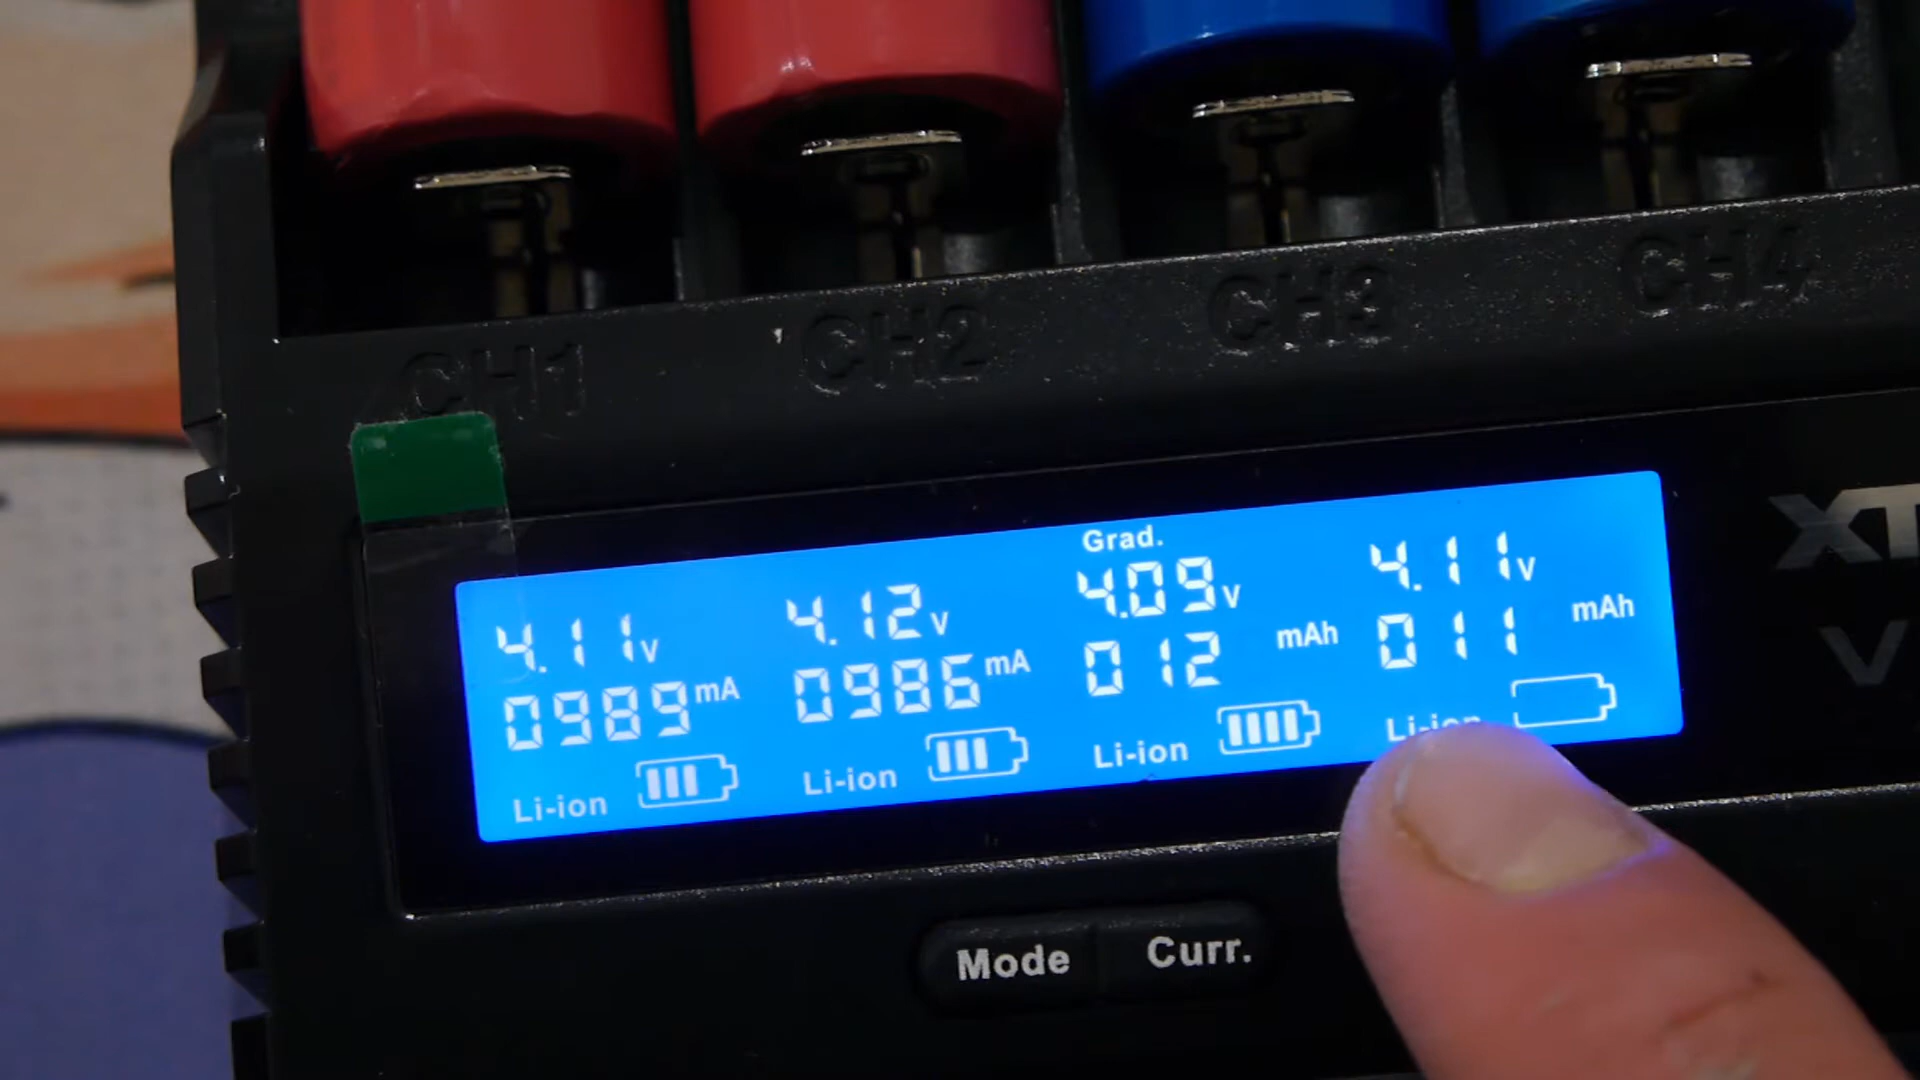 CH1 CH2 CH3 CH4
Grad.
4.11V 4.12V 4.09V 4.11V
0989mA 0986mA 012 mAh 011 mAh
Li-ion Li-ion Li-ion Li-ion
XT
V
Mode Curr.